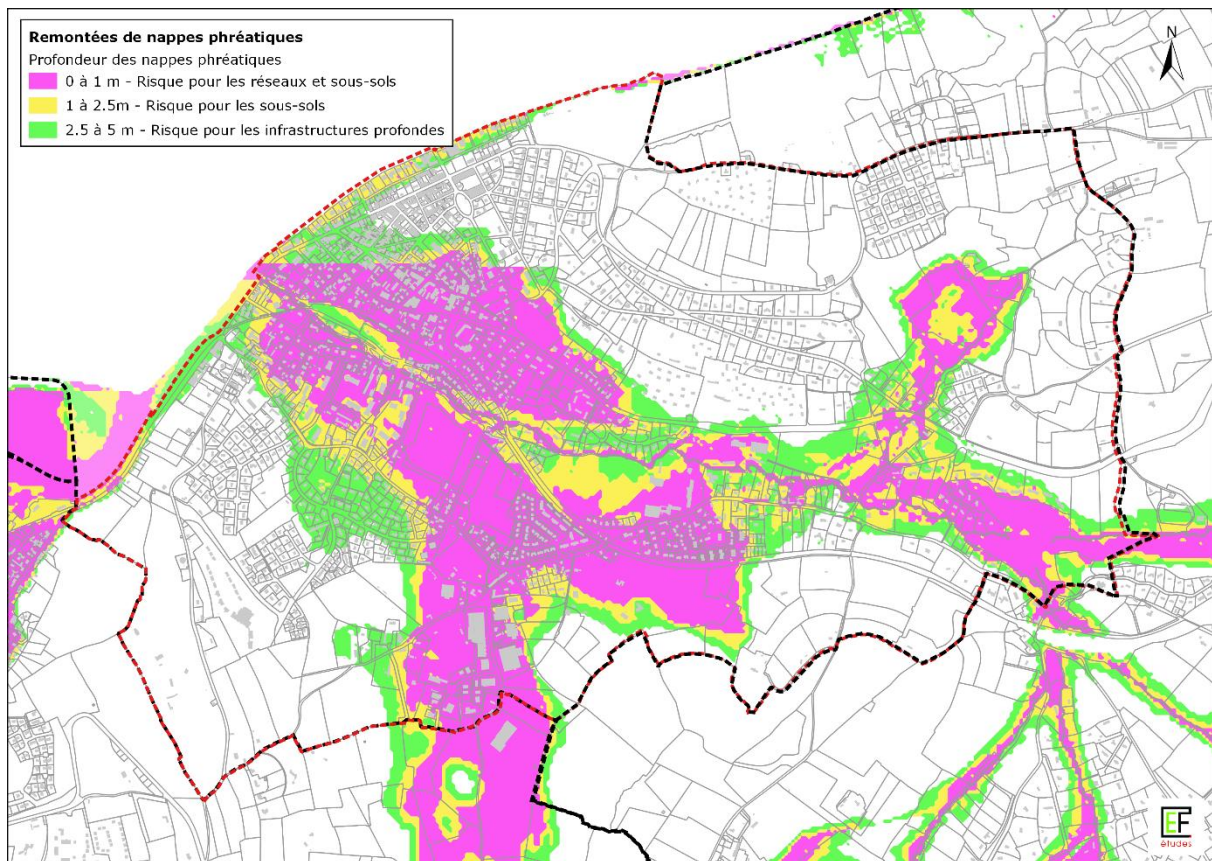 Remontées de nappes phréatiques
Profondeur des nappes phréatiques
0 à 1 m - Risque pour les réseaux et sous-sols
1 à 2.5m - Risque pour les sous-sols
2.5 à 5 m - Risque pour les infrastructures profondes
N
EF
études